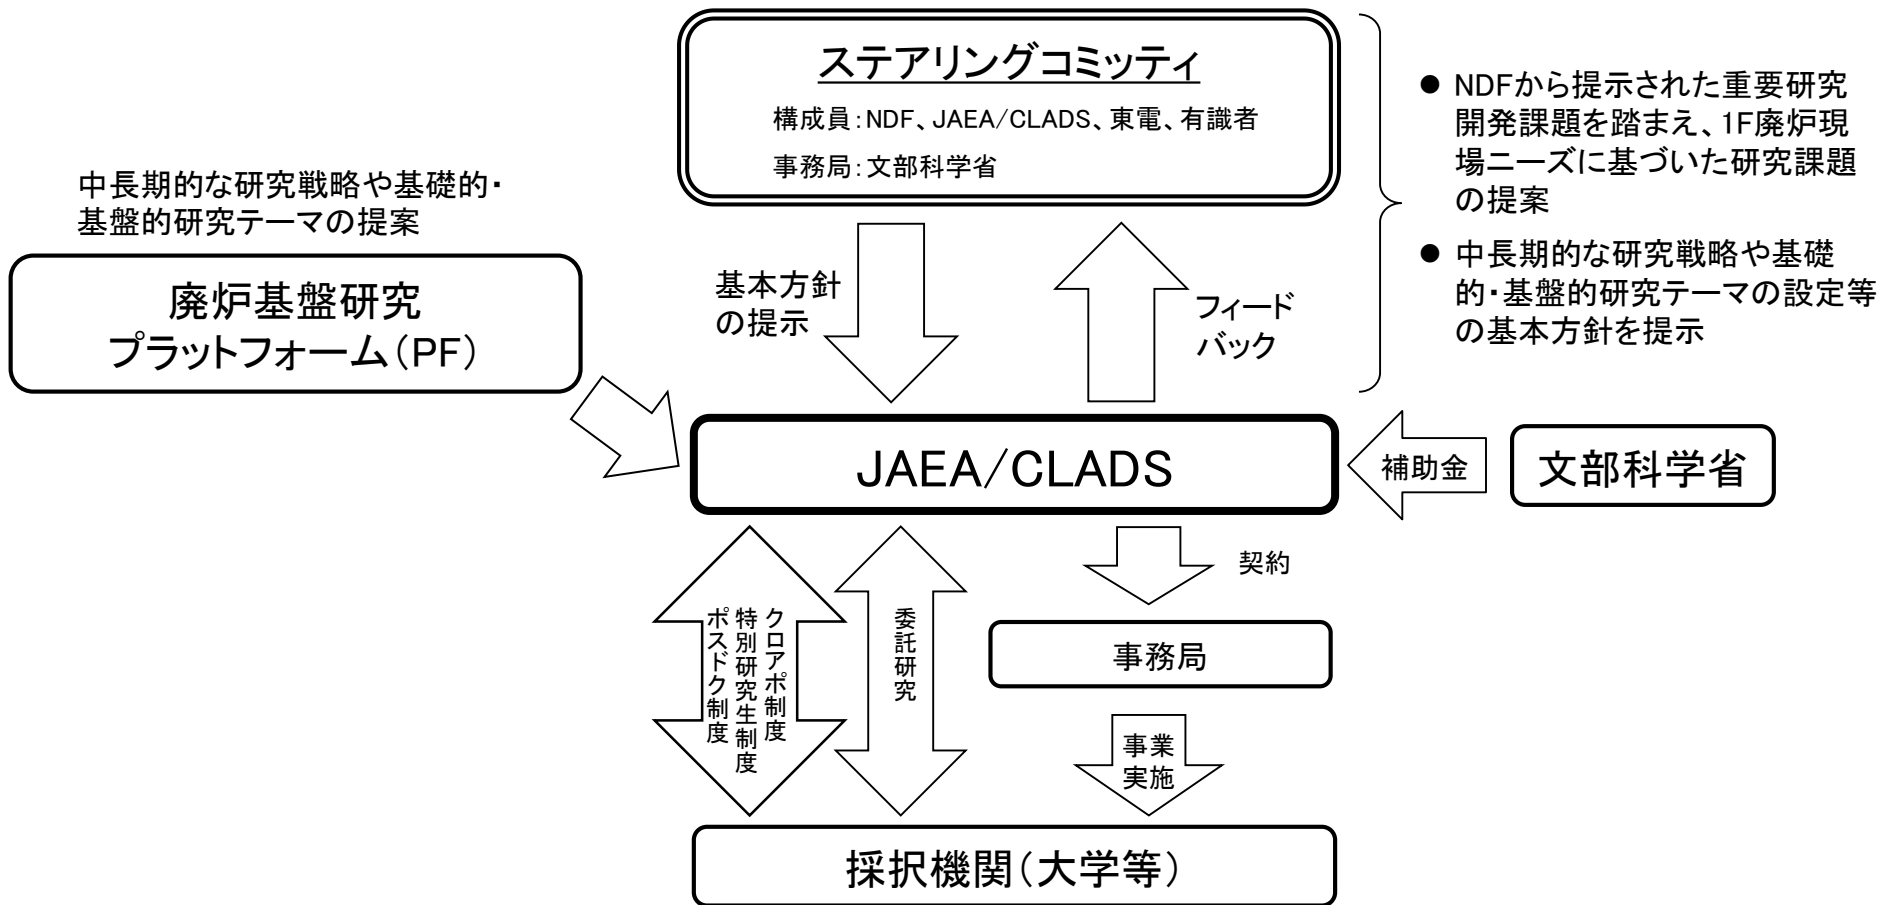 ステアリングコミッティ
構成員：NDF、JAEA/CLADS、東電、有識者
事務局：文部科学省
● NDFから提示された重要研究
開発課題を踏まえ、1F廃炉現
場ニーズに基づいた研究課題
の提案
● 中長期的な研究戦略や基礎
的・基盤的研究テーマの設定等
の基本方針を提示
中長期的な研究戦略や基礎的・
基盤的研究テーマの提案
廃炉基盤研究
プラットフォーム（PF）
基本方針
の提示
フィード
バック
JAEA/CLADS
補助金
文部科学省
クロアポ制度
特別研究生制度
ポスドク制度
委託研究
契約
事務局
事業
実施
採択機関（大学等）